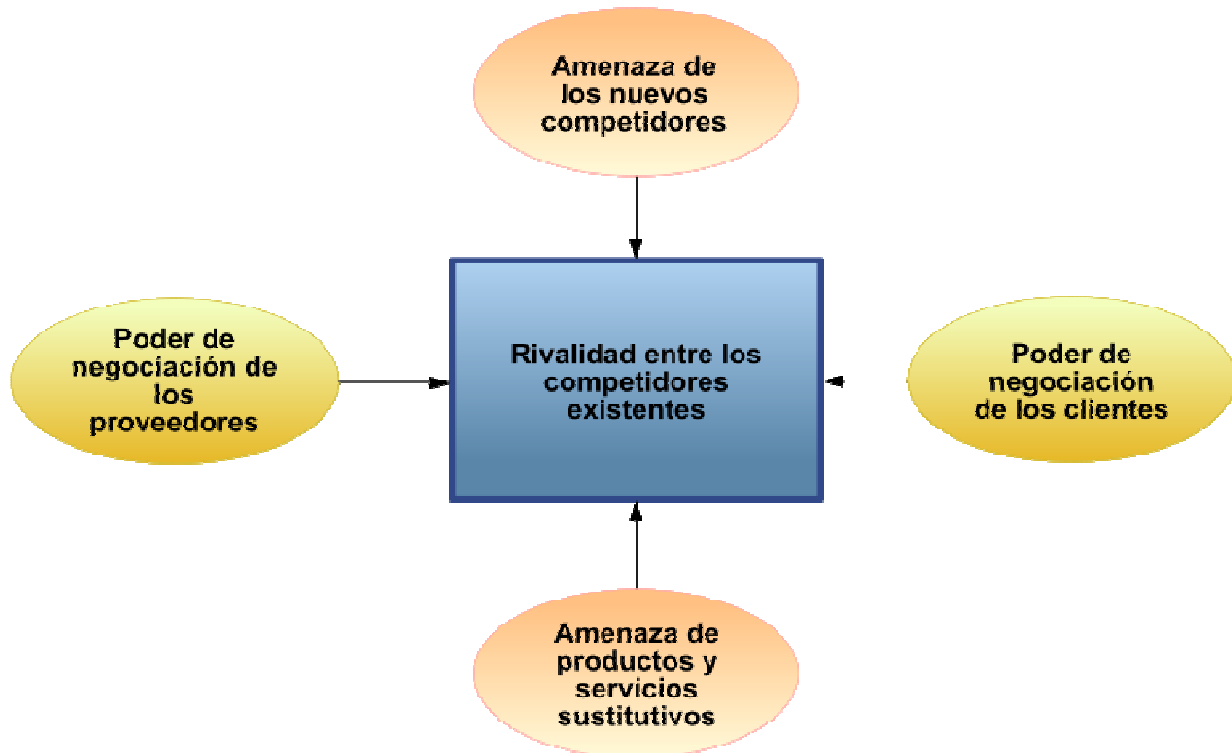 Amenaza de
los nuevos
competidores
Poder de
negociación de
los
proveedores
Rivalidad entre los
competidores
existentes
Poder de
negociación
de los clientes
Amenaza de
productos y
servicios
sustitutivos